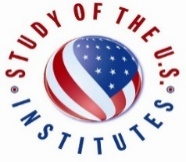 • STUDY OF THE U.S. •
INSTITUTES